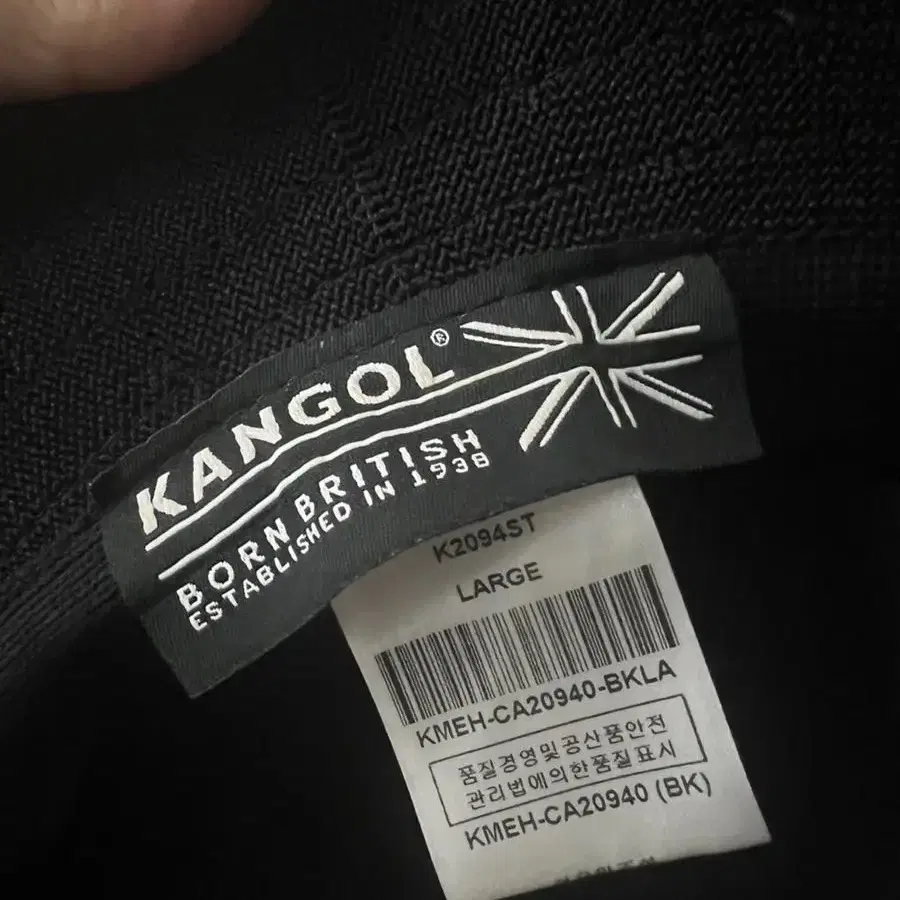 KANGOL®
BORN BRITISH
ESTABLISHED IN 1938
K2094ST
LARGE
KMEH-CA20940-BKLA
품질경영및공산품안전
관리법에의한품질표시
KMEH-CA20940 (BK)